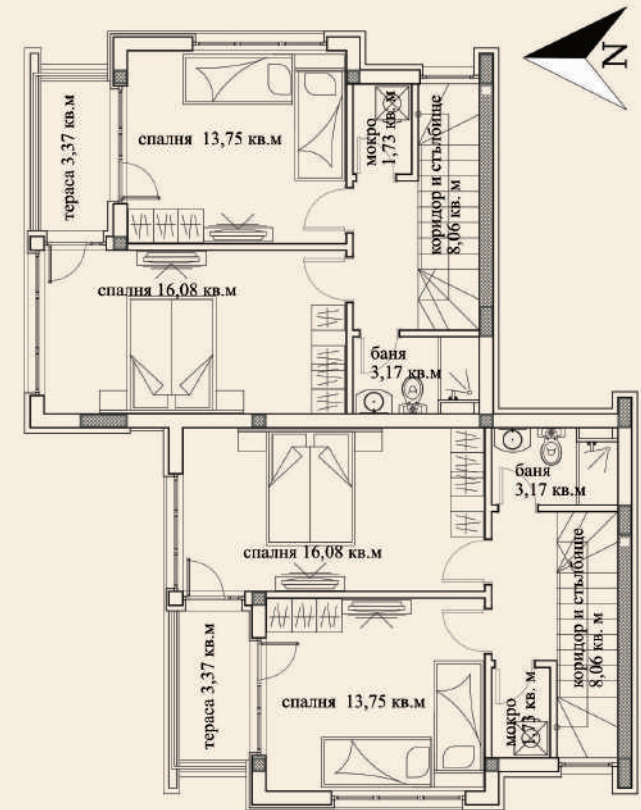 N
спалня 13,75 кв.м
тераса 3,37 кв.м
мокро
1,73 кв. м
коридор и стълбище
8,06 кв. м
спалня 16,08 кв.м
баня
3,17 кв.м
баня
3,17 кв.м
спалня 16,08 кв.м
коридор и стълбище
8,06 кв. м
тераса 3,37 кв.м
спалня 13,75 кв.м
мокро
1,73 кв. м